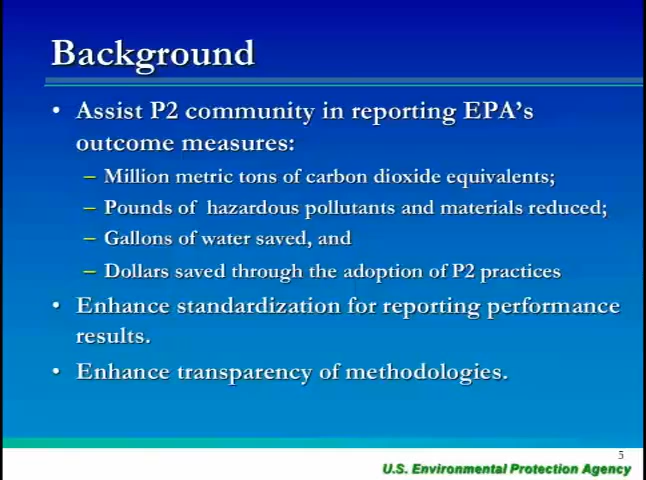 Background
• Assist P2 community in reporting EPA's
outcome measures:
– Million metric tons of carbon dioxide equivalents;
– Pounds of hazardous pollutants and materials reduced;
– Gallons of water saved, and
– Dollars saved through the adoption of P2 practices
• Enhance standardization for reporting performance
results.
• Enhance transparency of methodologies.
5
U.S. Environmental Protection Agency